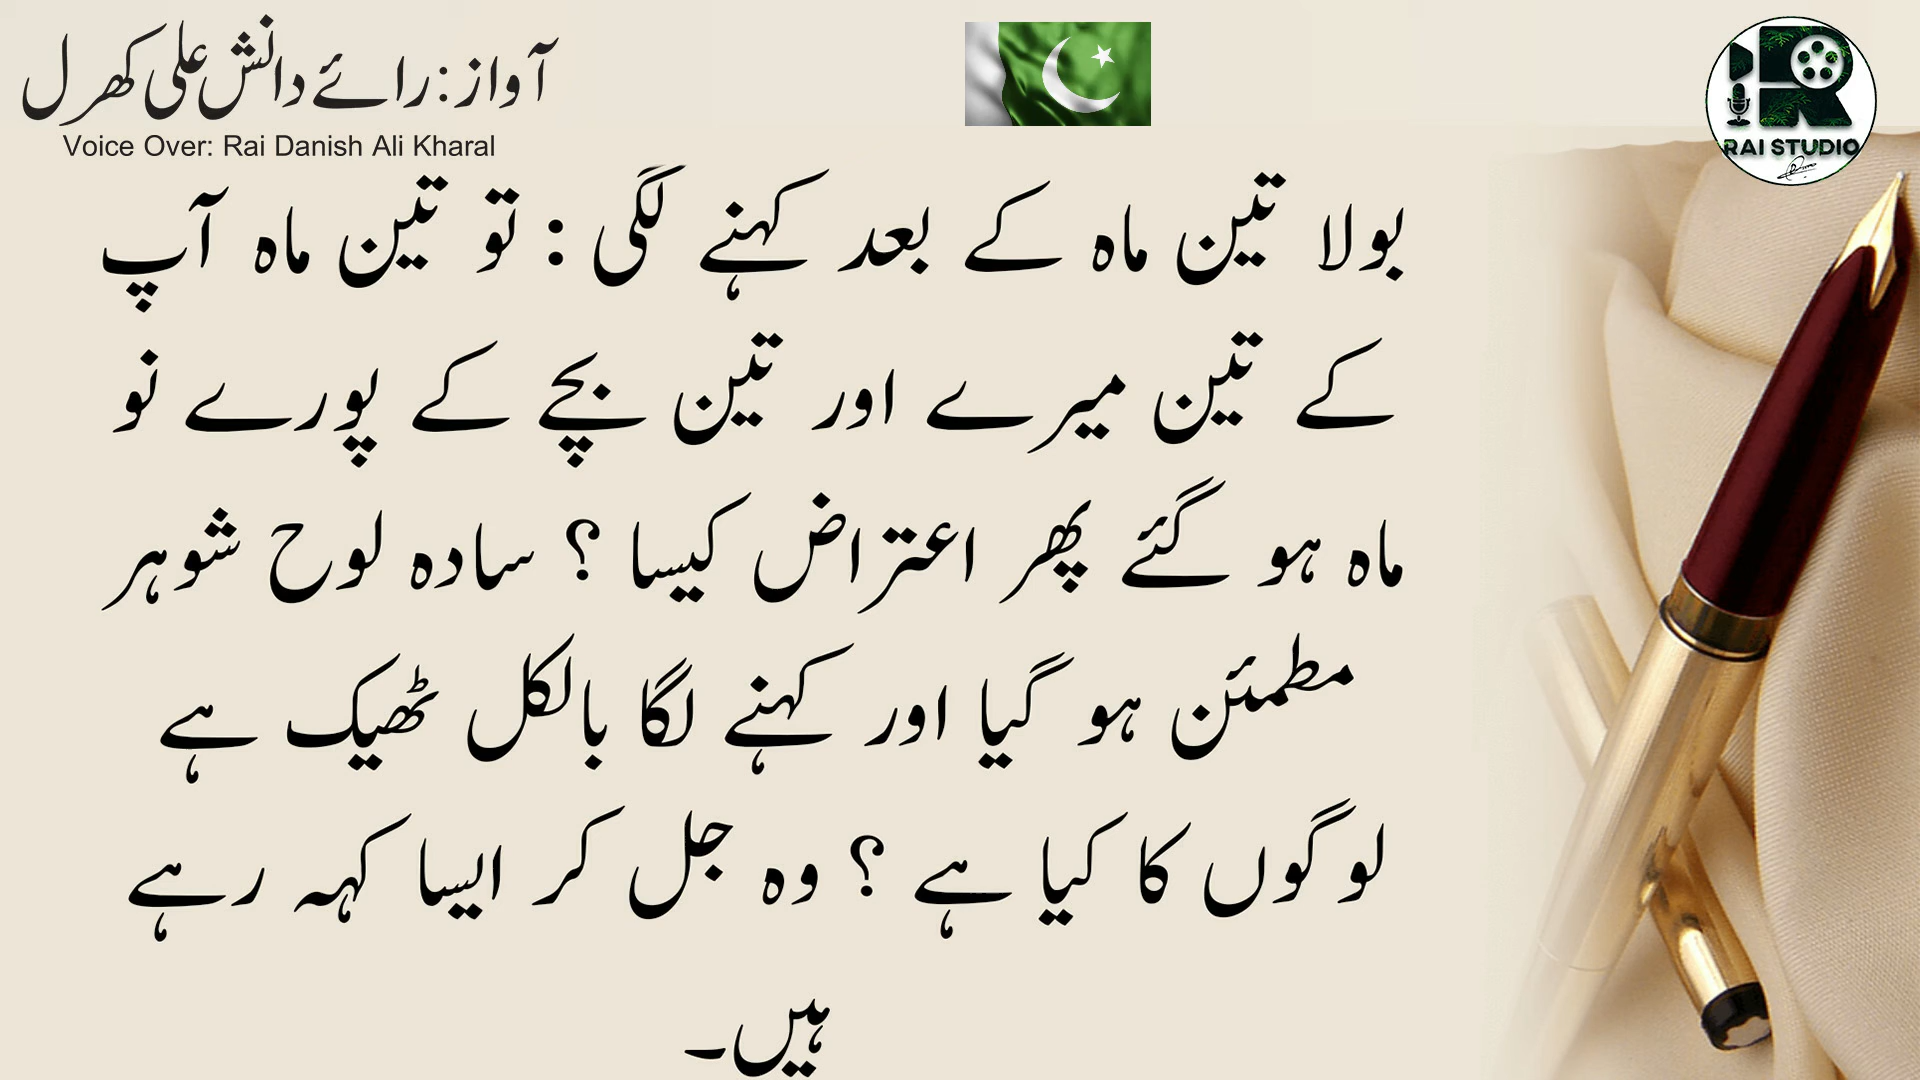 آواز: رائے دانش علی کھرل
Voice Over: Rai Danish Ali Kharal
RAI STUDIO
بولا تین ماہ کے بعد کہنے لگی : تو تین ماہ آپ
کے تین میرے اور تین بچے کے پورے نو
ماہ ہو گئے پھر اعتراض کیسا ؟ سادہ لوح شوہر
مطمئن ہو گیا اور کہنے لگا بالکل ٹھیک ہے
لوگوں کا کیا ہے ؟ وہ جل کر ایسا کہہ رہے
ہیں۔